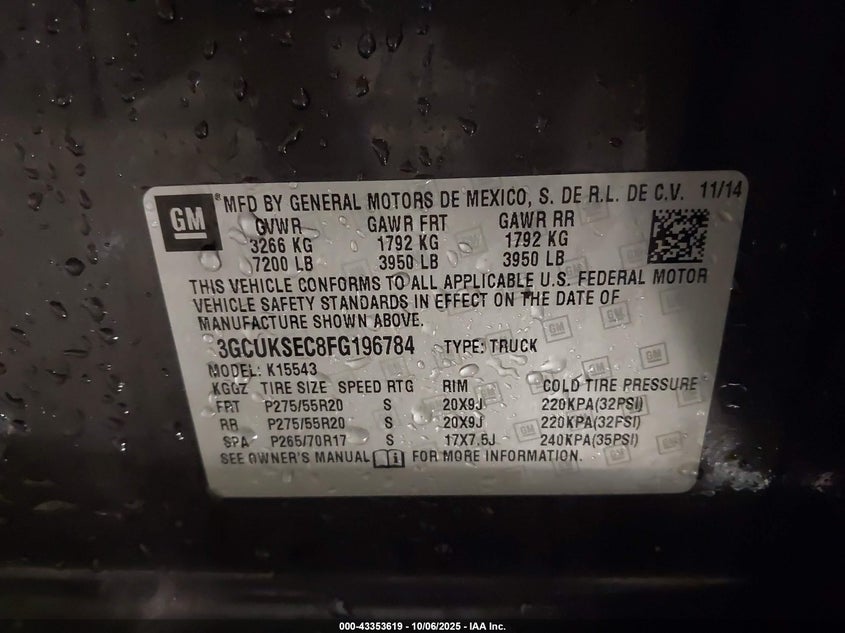 GM ® MFD BY GENERAL MOTORS DE MEXICO, S. DE R.L. DE C.V. 11/14
GVWR GAWR FRT GAWR RR
3266 KG 1792 KG 1792 KG
7200 LB 3950 LB 3950 LB
THIS VEHICLE CONFORMS TO ALL APPLICABLE U.S. FEDERAL MOTOR
VEHICLE SAFETY STANDARDS IN EFFECT ON THE DATE OF
MANUFACTURE SHOWN ABOVE.
3GCUKSEC8FG196784 TYPE: TRUCK
MODEL: K15543
KGGZ TIRE SIZE SPEED RTG RIM COLD TIRE PRESSURE
FRT P275/55R20 S 20X9J 220KPA(32PSI)
RR P275/55R20 S 20X9J 220KPA(32PSI)
SPA P265/70R17 S 17X7.5J 240KPA(35PSI)
SEE OWNER'S MANUAL i FOR MORE INFORMATION.
000-43353619 - 10/06/2025 - IAA Inc.